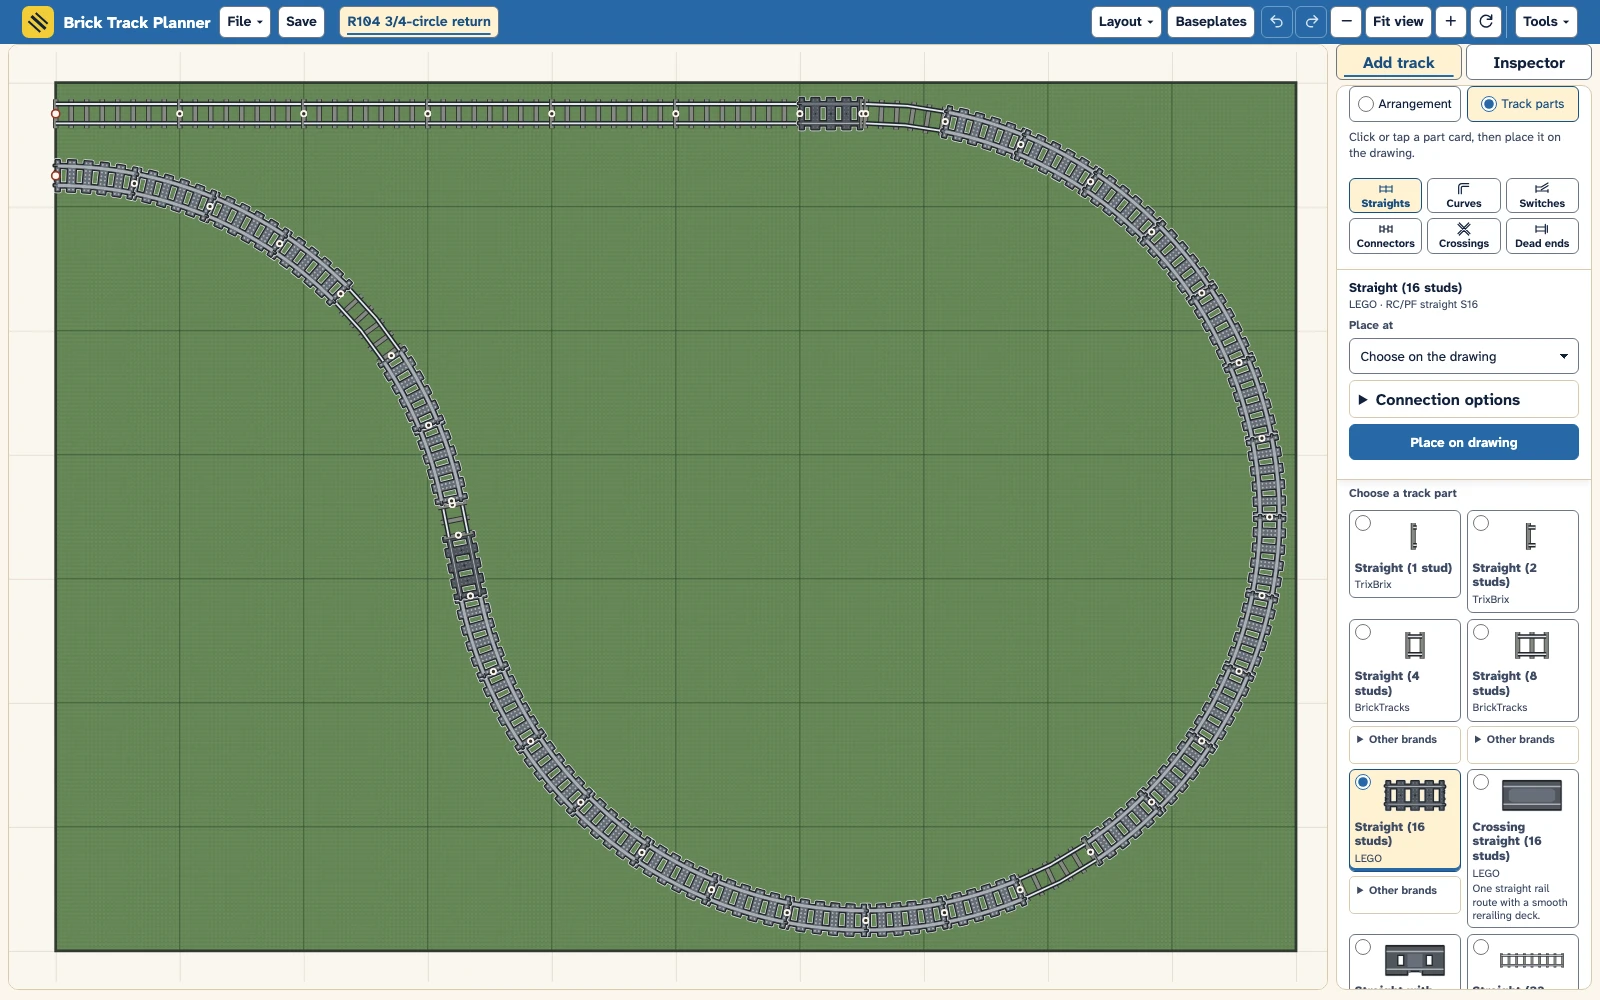 Brick Track Planner
File
Save
R104 3/4-circle return
Layout
Baseplates
Fit view
Tools
Add track
Inspector
Arrangement
Track parts
Click or tap a part card, then place it on
the drawing.
Straights
Curves
Switches
Connectors
Crossings
Dead ends
Straight (16 studs)
LEGO · RC/PF straight S16
Place at
Choose on the drawing
Connection options
Place on drawing
Choose a track part
Straight (1 stud)
TrixBrix
Straight (2
studs)
TrixBrix
Straight (4
studs)
BrickTracks
Straight (8
studs)
BrickTracks
Other brands
Other brands
Straight (16
studs)
LEGO
Other brands
Crossing
straight (16
studs)
LEGO
One straight rail
route with a smooth
rerailing deck.